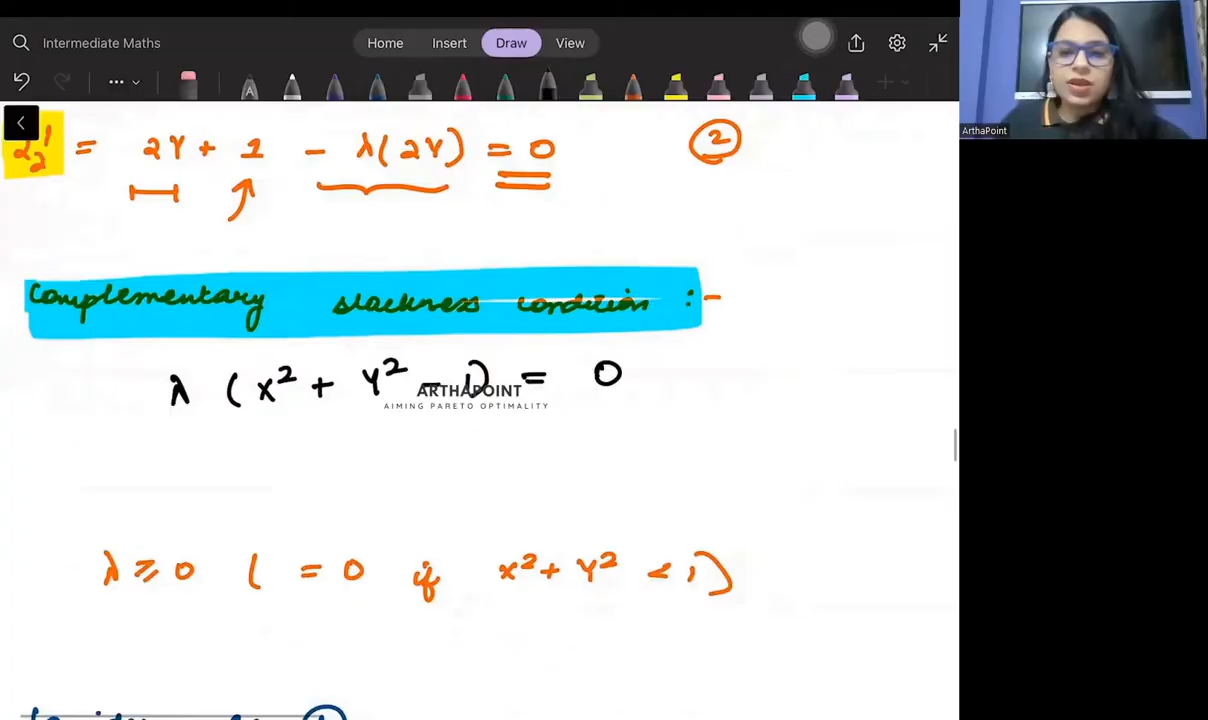 Intermediate Maths
Home Insert Draw View
ArthaPoint
= 2Y + 1 - λ(2Y) = 0 ②
Complementary slackness condition :-
λ (x² + y² - 1) = 0
ARTHAPOINT
AIMING PARETO OPTIMALITY
λ ≥ 0 ( = 0 if x² + y² < 1)